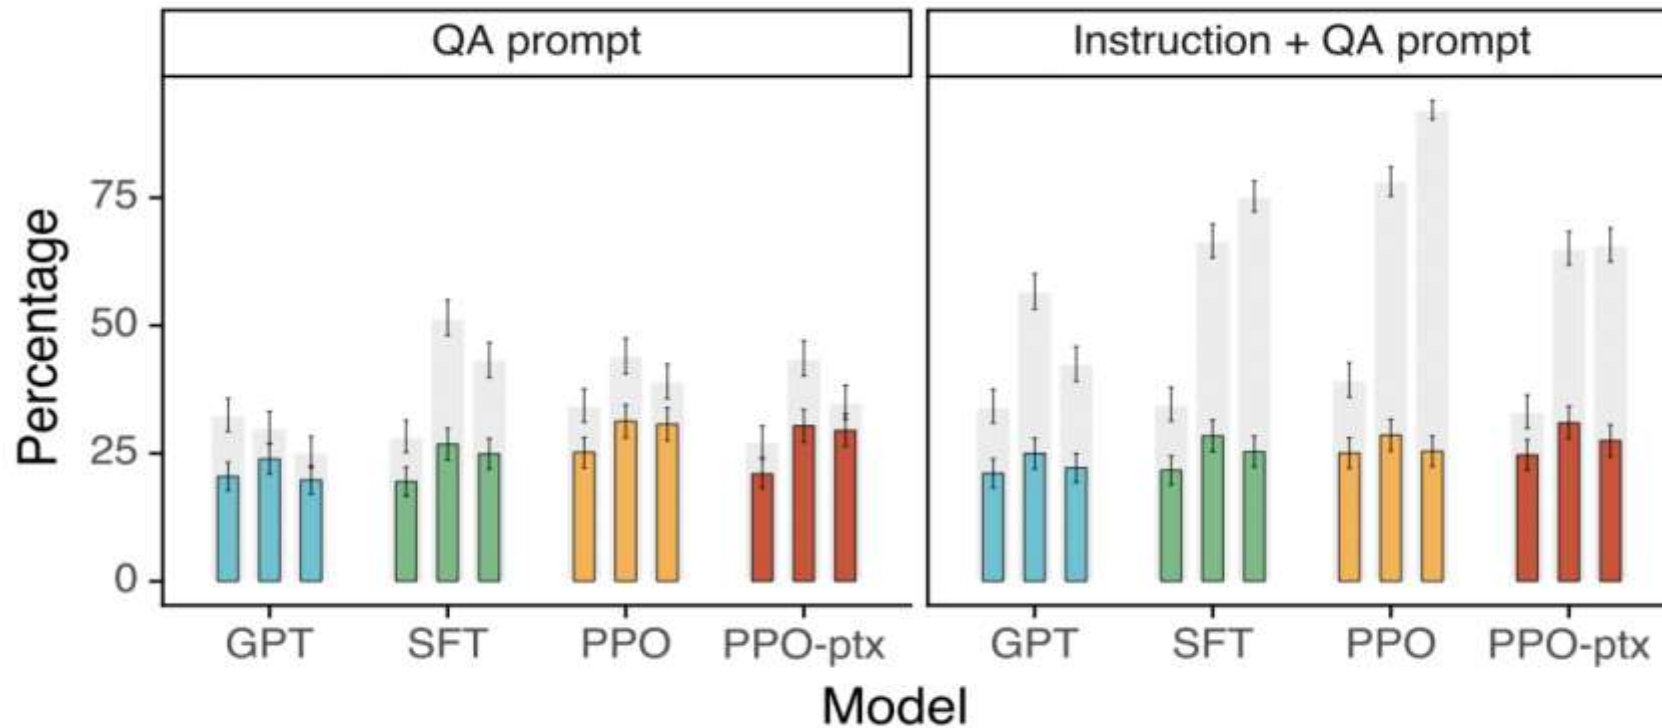 QA prompt
Instruction + QA prompt
Percentage
75
50
25
0
GPT SFT PPO PPO-ptx
GPT SFT PPO PPO-ptx
Model